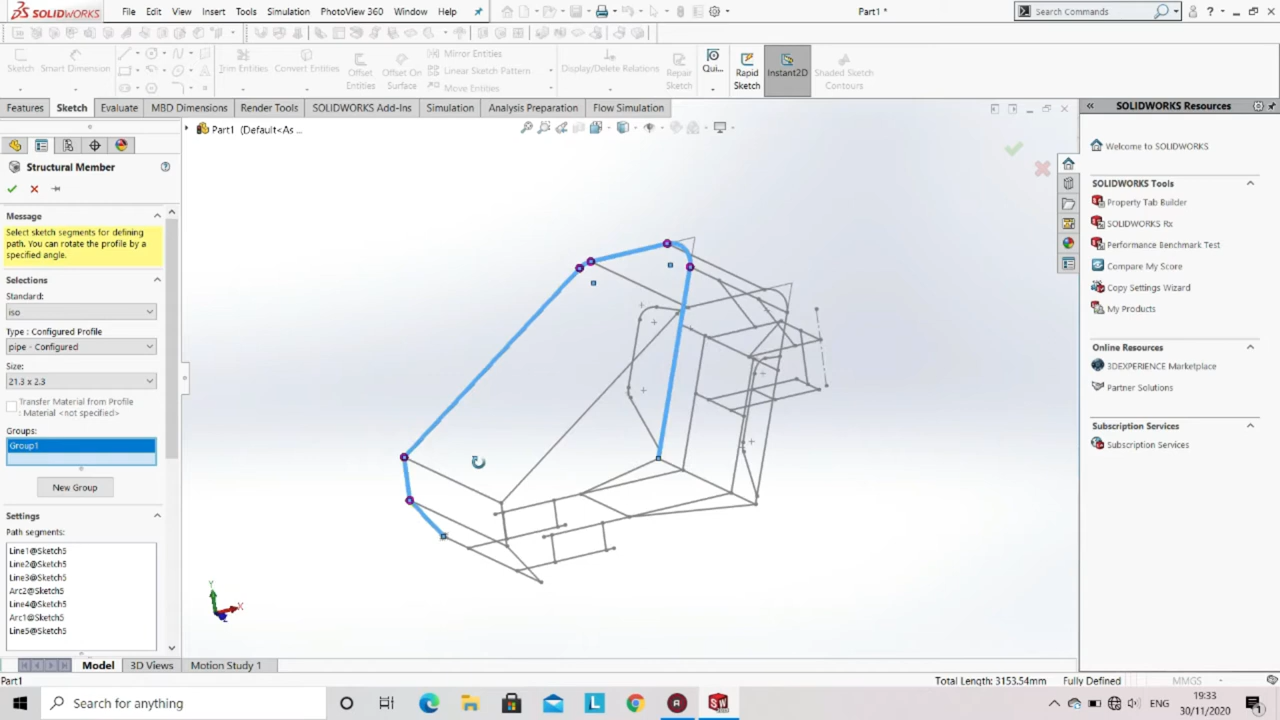 SOLIDWORKS File Edit View Insert Tools Simulation PhotoView 360 Window Help Part1 * Search Commands
Sketch Smart Dimension Trim Entities Convert Entities Offset Entities Offset On Surface Mirror Entities Linear Sketch Pattern Move Entities Display/Delete Relations Repair Sketch Qui... Rapid Sketch Instant2D Shaded Sketch Contours
Features Sketch Evaluate MBD Dimensions Render Tools SOLIDWORKS Add-Ins Simulation Analysis Preparation Flow Simulation
Part1 (Default<As ...
Structural Member
Message
Select sketch segments for defining
path. You can rotate the profile by a
specified angle.
Selections
Standard:
iso
Type : Configured Profile
pipe - Configured
Size:
21.3 x 2.3
Transfer Material from Profile
: Material <not specified>
Groups:
Group1
New Group
Settings
Path segments:
Line1@Sketch5
Line2@Sketch5
Line3@Sketch5
Arc2@Sketch5
Line4@Sketch5
Arc1@Sketch5
Line5@Sketch5
Y
X
Z
SOLIDWORKS Resources
Welcome to SOLIDWORKS
SOLIDWORKS Tools
Property Tab Builder
SOLIDWORKS Rx
Performance Benchmark Test
Compare My Score
Copy Settings Wizard
My Products
Online Resources
3DEXPERIENCE Marketplace
Partner Solutions
Subscription Services
Subscription Services
Model 3D Views Motion Study 1
Part1 Total Length: 3153.54mm Fully Defined MMGS
Search for anything
ENG 19:33
30/11/2020